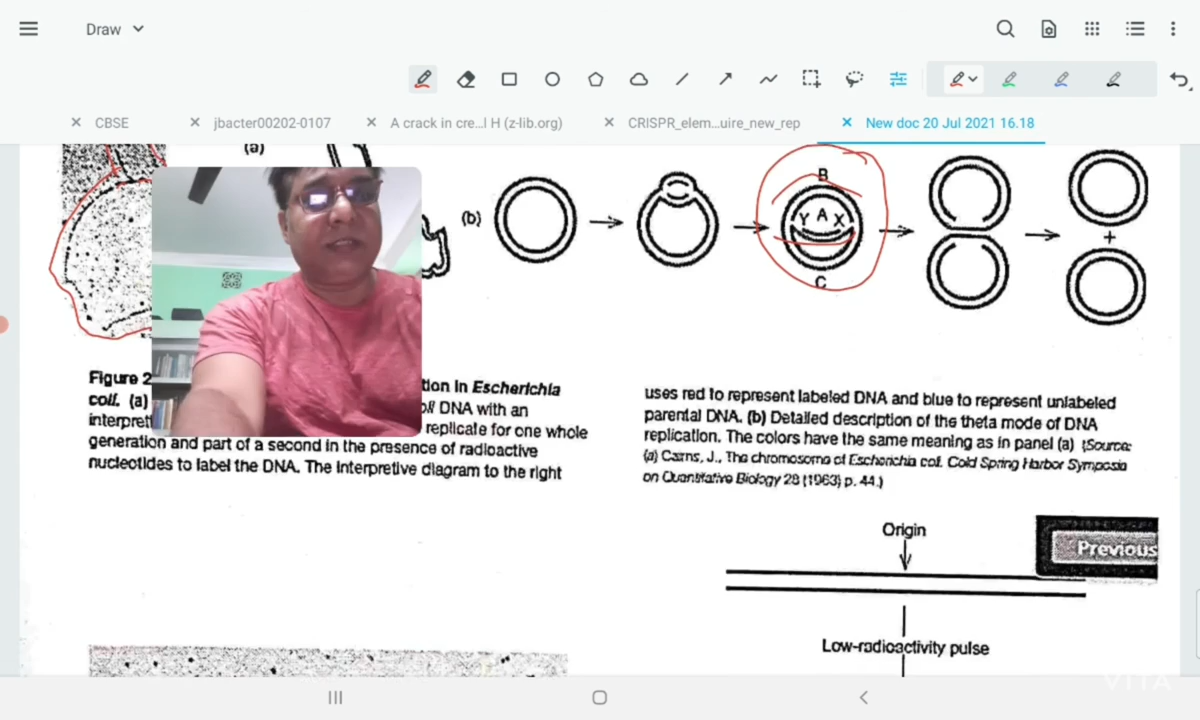 Draw
CBSE
jbacter00202-0107
A crack in cre...l H (z-lib.org)
CRISPR_elem...uire_new_rep
New doc 20 Jul 2021 16.18
(a)
(b)
B
Y A X
C
+
Figure 2
tion in Escherichia
coli. (a)
DNA with an
interpret
replicate for one whole
generation and part of a second in the presence of radioactive
nucleotides to label the DNA. The interpretive diagram to the right
uses red to represent labeled DNA and blue to represent unlabeled
parental DNA. (b) Detailed description of the theta mode of DNA
replication. The colors have the same meaning as in panel (a) (Source:
(a) Cairns, J., The chromosome of Escherichia coli. Cold Spring Harbor Symposia
on Quantitative Biology 28 (1963) p. 44.)
Origin
Previous
Low-radioactivity pulse
VITA